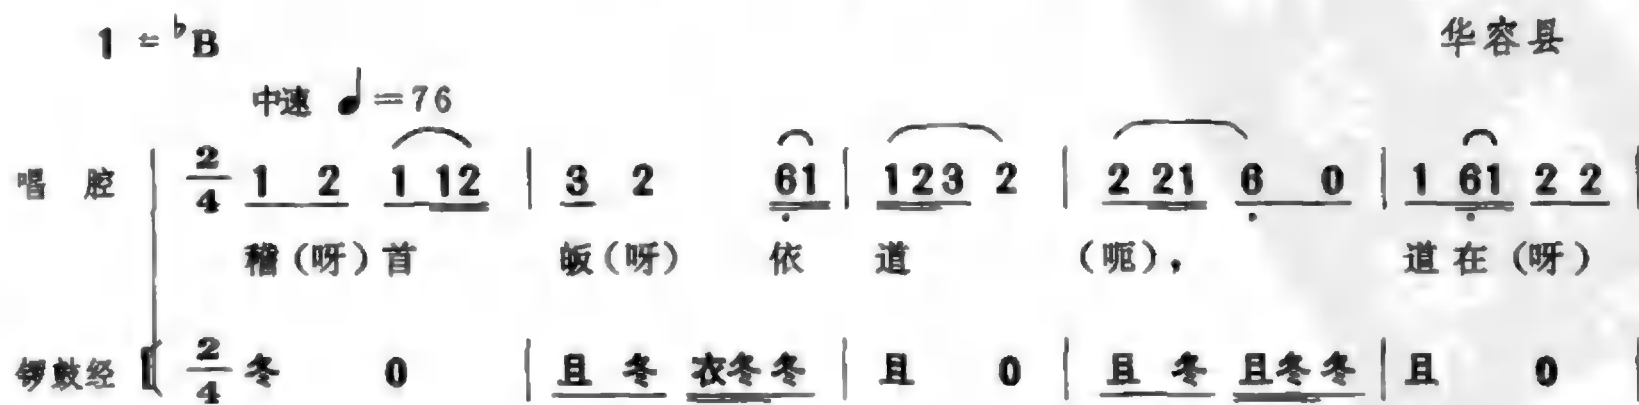 1 = ♭B 华容县
中速 ♩=76
唱 腔 2/4 1 2 1 12 | 3 2 61 | 123 2 | 2 21 6 0 | 1 61 2 2 |
稽(呀)首 皈(呀) 依 道 (呃), 道在(呀)
锣鼓经 2/4 冬 0 | 且 冬 衣冬冬 | 且 0 | 且 冬 且冬冬 | 且 0 |